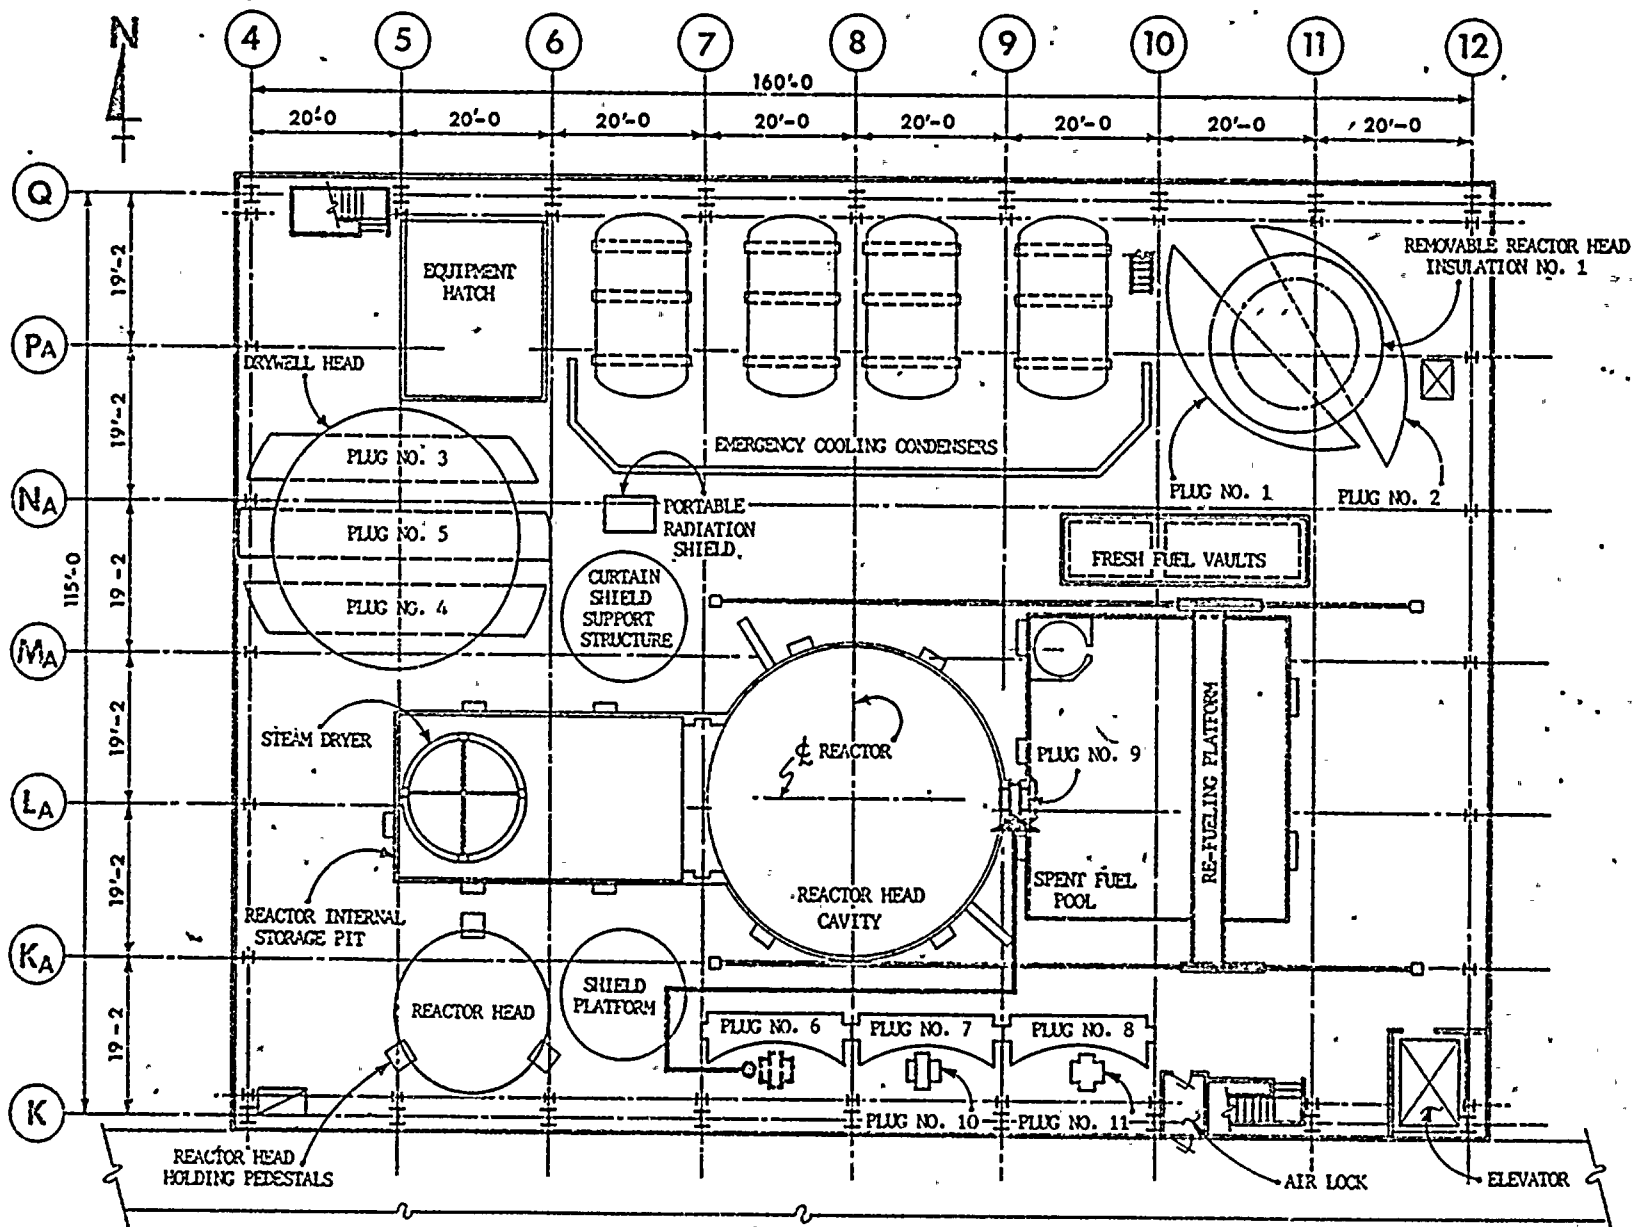 N
4 5 6 7 8 9 10 11 12
160'-0
20'-0 20'-0 20'-0 20'-0 20'-0 20'-0 20'-0 20'-0
Q
19'-2
PA
19'-2
NA
19'-2
MA
19'-2
LA
19'-2
KA
19'-2
K
115'-0
EQUIPMENT
HATCH
REMOVABLE REACTOR HEAD
INSULATION NO. 1
DRYWELL HEAD
EMERGENCY COOLING CONDENSERS
PLUG NO. 3
PLUG NO. 1
PLUG NO. 2
PORTABLE
RADIATION
SHIELD.
PLUG NO. 5
FRESH FUEL VAULTS
CURTAIN
SHIELD
SUPPORT
STRUCTURE
PLUG NO. 4
STEAM DRYER
℄ REACTOR
PLUG NO. 9
RE-FUELING PLATFORM
SPENT FUEL
POOL
REACTOR HEAD
CAVITY
REACTOR INTERNAL
STORAGE PIT
REACTOR HEAD
SHIELD
PLATFORM
PLUG NO. 6
PLUG NO. 7
PLUG NO. 8
PLUG NO. 10
PLUG NO. 11
REACTOR HEAD
HOLDING PEDESTALS
AIR LOCK
ELEVATOR